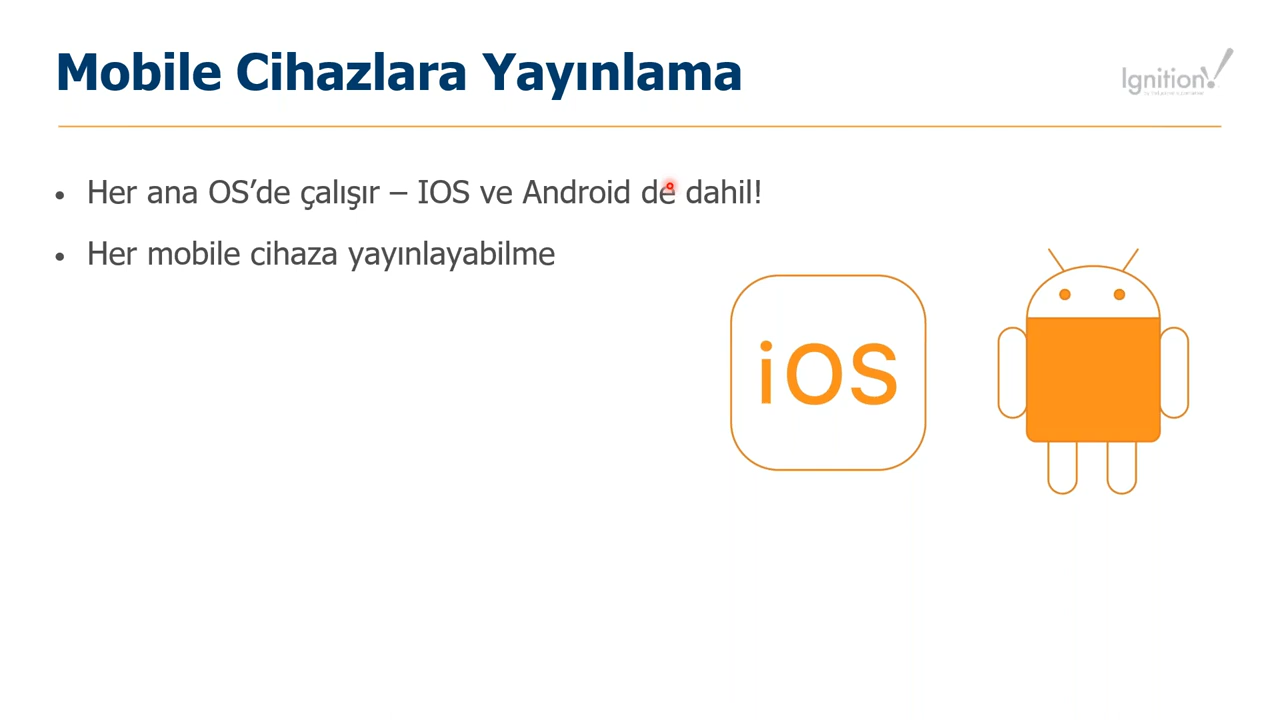 Mobile Cihazlara Yayınlama
Ignition!
• Her ana OS’de çalışır – IOS ve Android de dahil!
• Her mobile cihaza yayınlayabilme
iOS